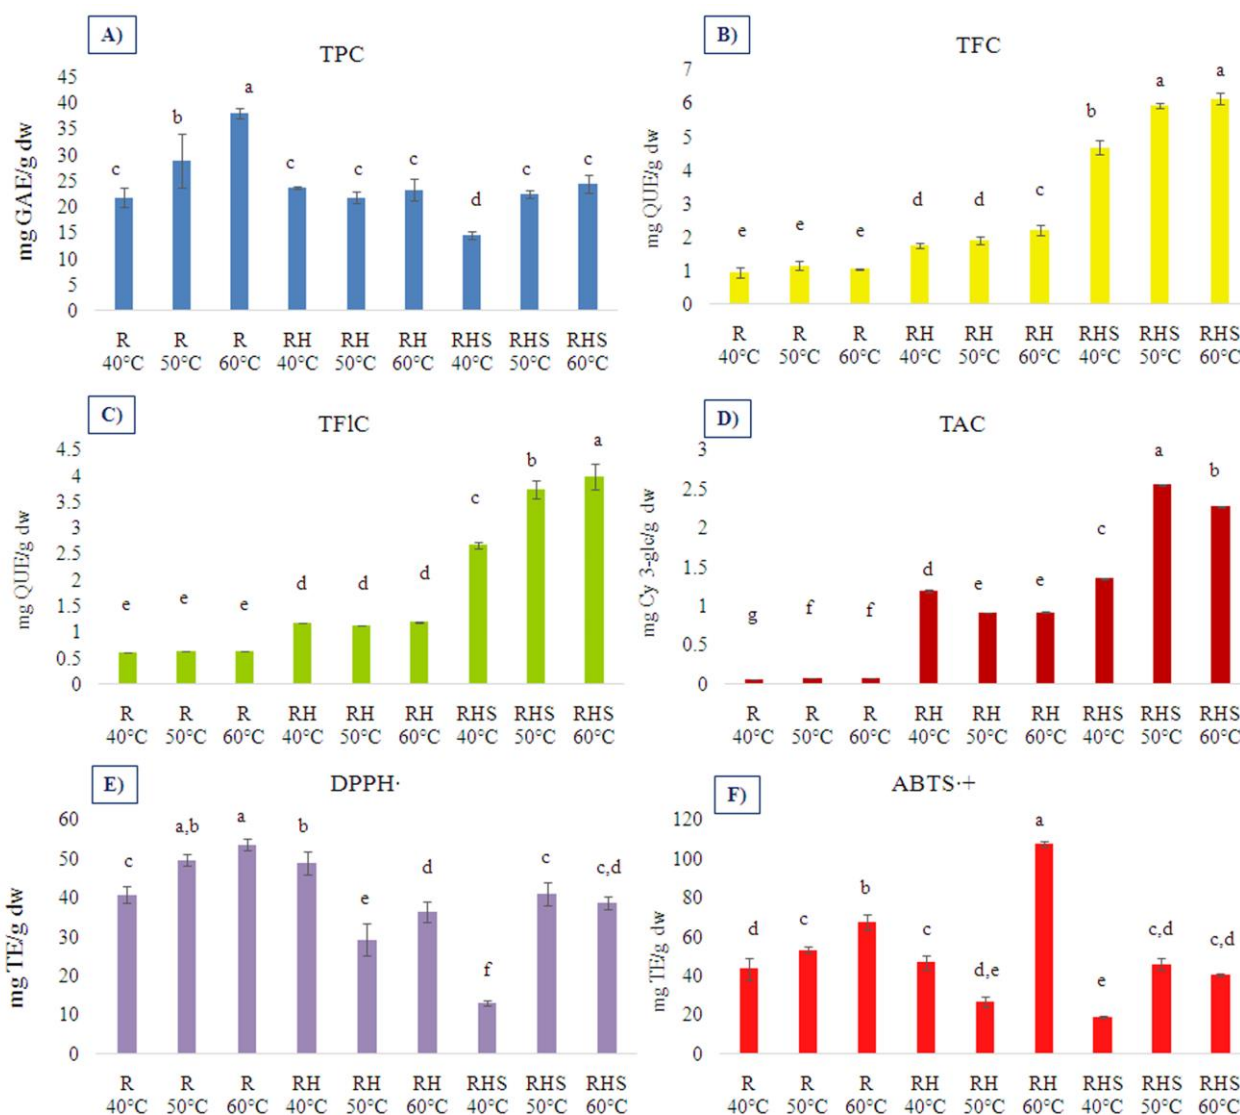 A)
TPC
mg GAE/g dw
45
40
35
30
25
20
15
10
5
0
c
b
a
c
c
c
d
c
c
R R R RH RH RH RHS RHS RHS
40°C 50°C 60°C 40°C 50°C 60°C 40°C 50°C 60°C
B)
TFC
mg QUE/g dw
7
6
5
4
3
2
1
0
e
e
e
d
d
c
b
a
a
R R R RH RH RH RHS RHS RHS
40°C 50°C 60°C 40°C 50°C 60°C 40°C 50°C 60°C
C)
TFlC
mg QUE/g dw
4.5
4
3.5
3
2.5
2
1.5
1
0.5
0
e
e
e
d
d
d
c
b
a
R R R RH RH RH RHS RHS RHS
40°C 50°C 60°C 40°C 50°C 60°C 40°C 50°C 60°C
D)
TAC
mg Cy 3-glc/g dw
3
2.5
2
1.5
1
0.5
0
g
f
f
d
e
e
c
a
b
R R R RH RH RH RHS RHS RHS
40°C 50°C 60°C 40°C 50°C 60°C 40°C 50°C 60°C
E)
DPPH·
mg TE/g dw
60
50
40
30
20
10
0
c
a,b
a
b
e
d
f
c
c,d
R R R RH RH RH RHS RHS RHS
40°C 50°C 60°C 40°C 50°C 60°C 40°C 50°C 60°C
F)
ABTS·+
mg TE/g dw
120
100
80
60
40
20
0
d
c
b
c
d,e
a
e
c,d
c,d
R R R RH RH RH RHS RHS RHS
40°C 50°C 60°C 40°C 50°C 60°C 40°C 50°C 60°C